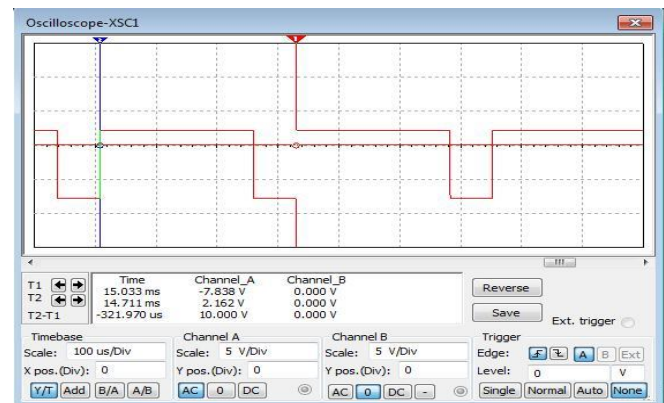 Oscilloscope-XSC1
2 1
T1 T2 T2-T1
Time Channel_A Channel_B
15.033 ms -7.838 V 0.000 V
14.711 ms 2.162 V 0.000 V
-321.970 us 10.000 V 0.000 V
Reverse
Save
Ext. trigger
Timebase
Scale: 100 us/Div
X pos.(Div): 0
Y/T Add B/A A/B
Channel A
Scale: 5 V/Div
Y pos.(Div): 0
AC 0 DC
Channel B
Scale: 5 V/Div
Y pos.(Div): 0
AC 0 DC -
Trigger
Edge: A B Ext
Level: 0 V
Single Normal Auto None